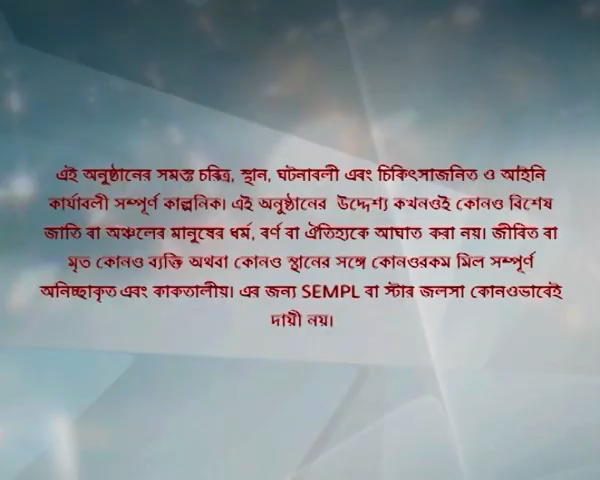 এই অনুষ্ঠানের সমস্ত চরিত্র, স্থান, ঘটনাবলী এবং চিকিৎসাজনিত ও আইনি
কার্যাবলী সম্পূর্ণ কাল্পনিক। এই অনুষ্ঠানের উদ্দেশ্য কখনওই কোনও বিশেষ
জাতি বা অঞ্চলের মানুষের ধর্ম, বর্ণ বা ঐতিহ্যকে আঘাত করা নয়। জীবিত বা
মৃত কোনও ব্যক্তি অথবা কোনও স্থানের সঙ্গে কোনওরকম মিল সম্পূর্ণ
অনিচ্ছাকৃত এবং কাকতালীয়। এর জন্য SEMPL বা স্টার জলসা কোনওভাবেই
দায়ী নয়।